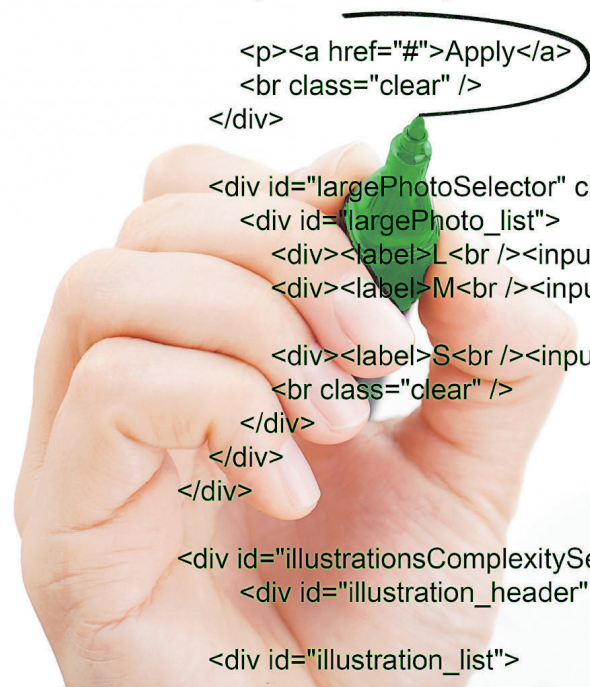 <p><a href="#">Apply</a>
<br class="clear" />
</div>
<div id="largePhotoSelector" cl
<div id="largePhoto_list">
<div><label>L<br /><inpu
<div><label>M<br /><inpu
<div><label>S<br /><inpu
<br class="clear" />
</div>
</div>
</div>
<div id="illustrationsComplexitySe
<div id="illustration_header"
<div id="illustration_list">